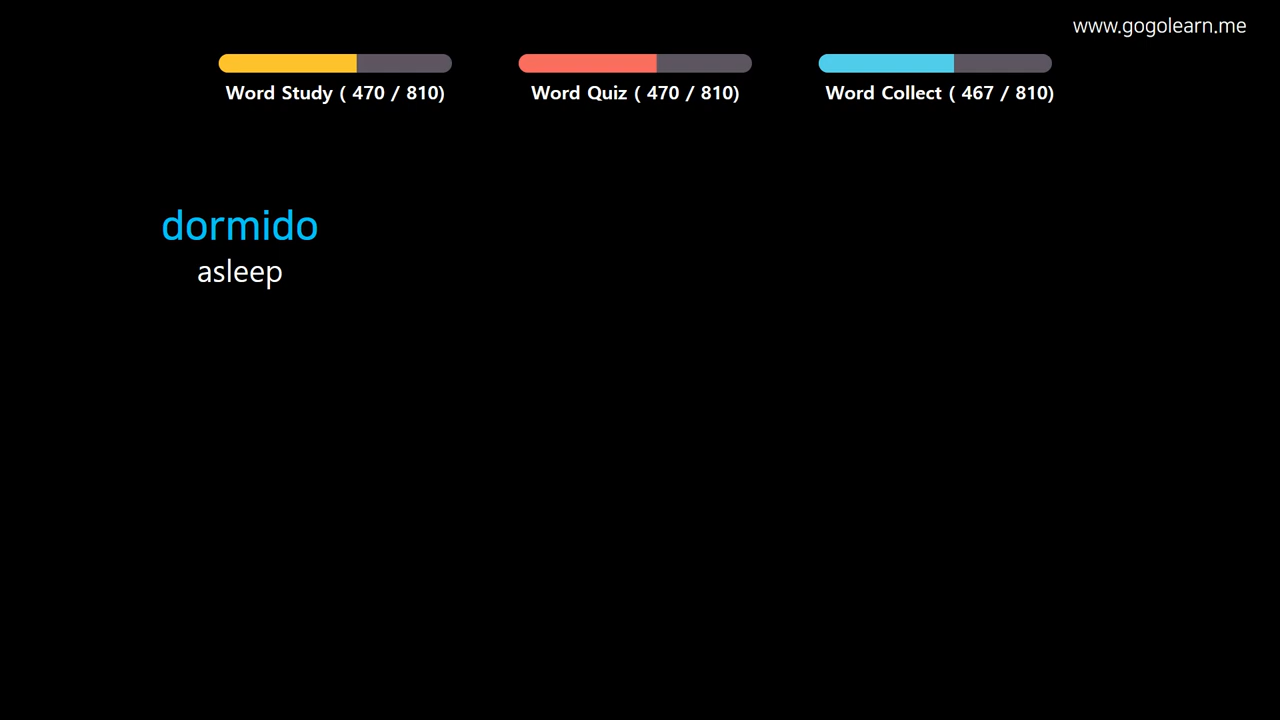 www.gogolearn.me
Word Study ( 470 / 810)
Word Quiz ( 470 / 810)
Word Collect ( 467 / 810)
dormido
asleep